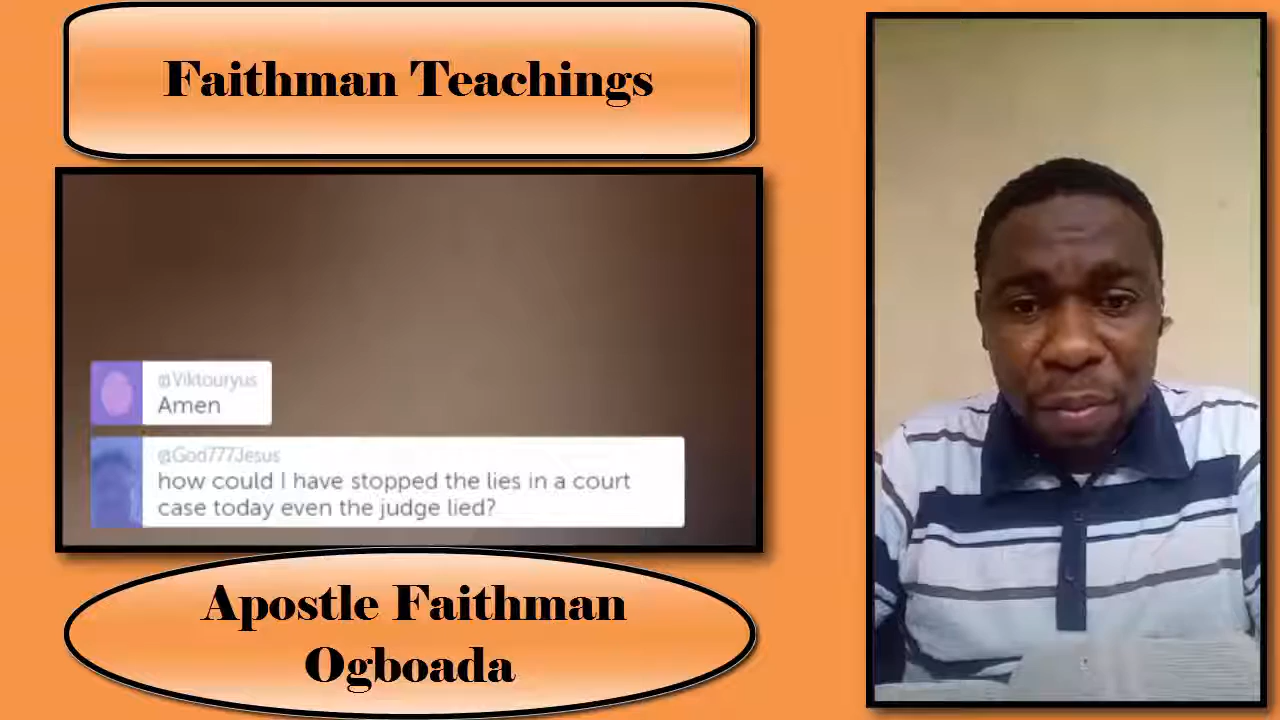 Faithman Teachings
@Viktouryus
Amen
@God777Jesus
how could I have stopped the lies in a court
case today even the judge lied?
Apostle Faithman
Ogboada